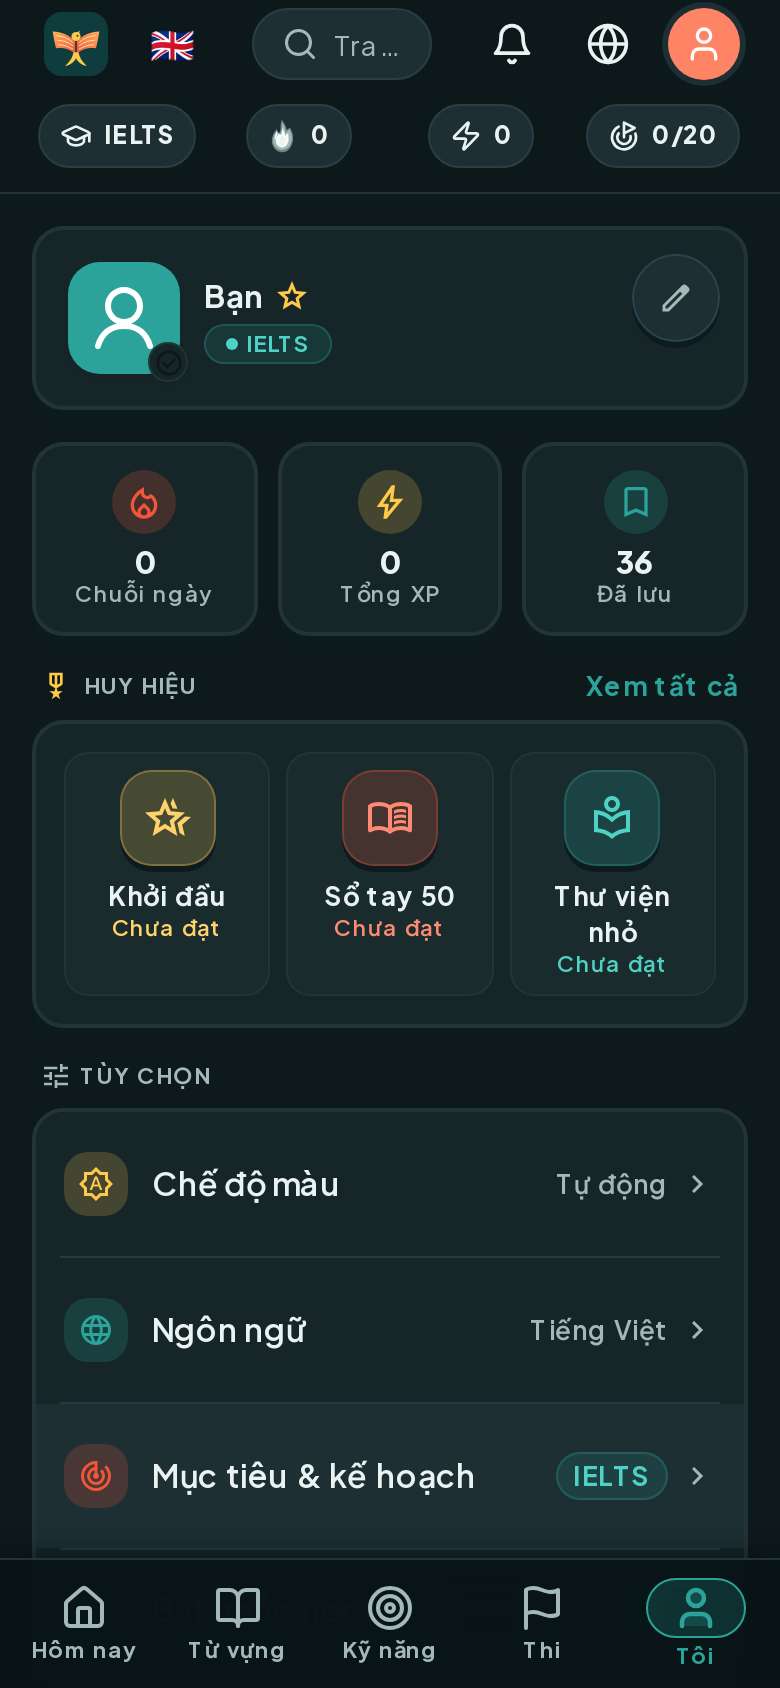 Tra ...
IELTS
0
0
0/20
Bạn
IELTS
0
Chuỗi ngày
0
Tổng XP
36
Đã lưu
HUY HIỆU
Xem tất cả
Khởi đầu
Chưa đạt
Sổ tay 50
Chưa đạt
Thư viện
nhỏ
Chưa đạt
TÙY CHỌN
A
Chế độ màu
Tự động
Ngôn ngữ
Tiếng Việt
Mục tiêu & kế hoạch
IELTS
Hôm nay
Từ vựng
Kỹ năng
Thi
Tôi